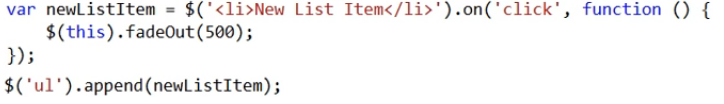 var newListItem = $('<li>New List Item</li>').on('click', function () {
    $(this).fadeOut(500);
});
$('ul').append(newListItem);